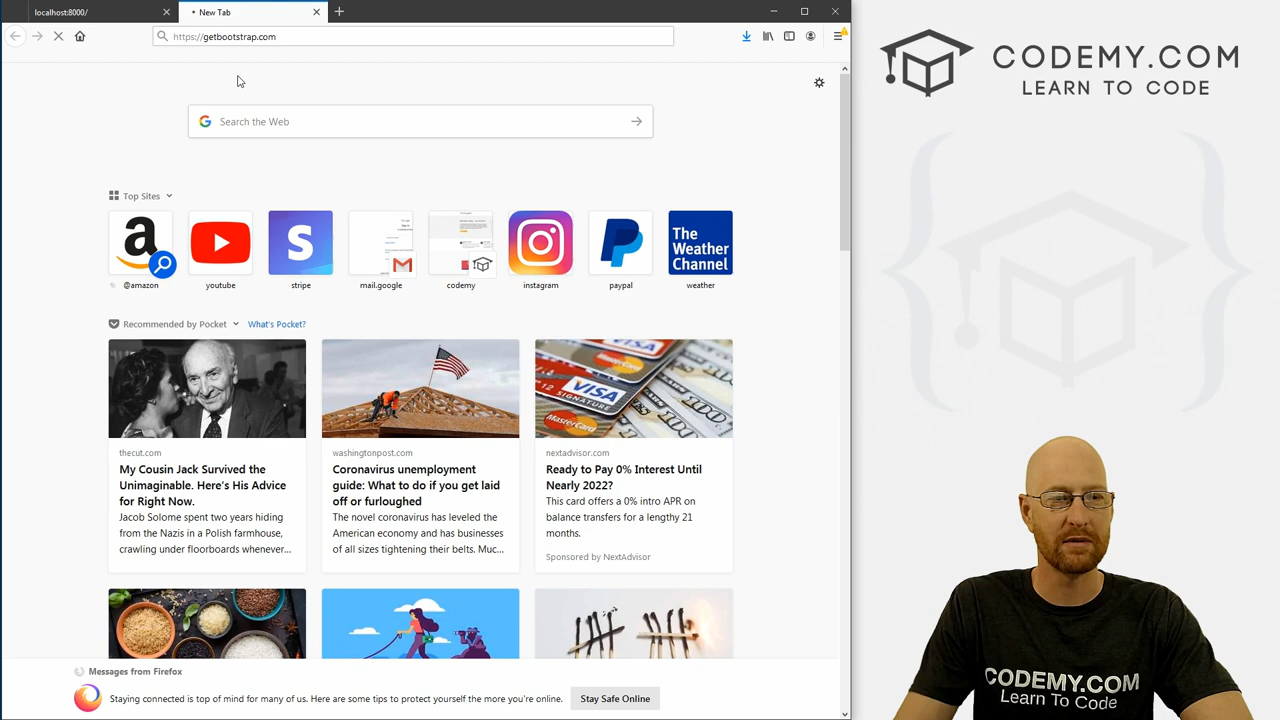 localhost:8000/
New Tab
https://getbootstrap.com
Search the Web
Top Sites
The
Weather
Channel
@amazon
youtube
stripe
mail.google
codemy
instagram
paypal
weather
Recommended by Pocket
What's Pocket?
thecut.com
My Cousin Jack Survived the
Unimaginable. Here's His Advice
for Right Now.
Jacob Solome spent two years hiding
from the Nazis in a Polish farmhouse,
crawling under floorboards whenever...
washingtonpost.com
Coronavirus unemployment
guide: What to do if you get laid
off or furloughed
The novel coronavirus has leveled the
American economy and has businesses
of all sizes tightening their belts. Muc...
nextadvisor.com
Ready to Pay 0% Interest Until
Nearly 2022?
This card offers a 0% intro APR on
balance transfers for a lengthy 21
months.
Sponsored by NextAdvisor
VISA
SIGNATURE
MasterCard
Messages from Firefox
Staying connected is top of mind for many of us. Here are some tips to protect yourself the more you're online.
Stay Safe Online
CODEMY.COM
LEARN TO CODE
CODEMY.COM
Learn To Code